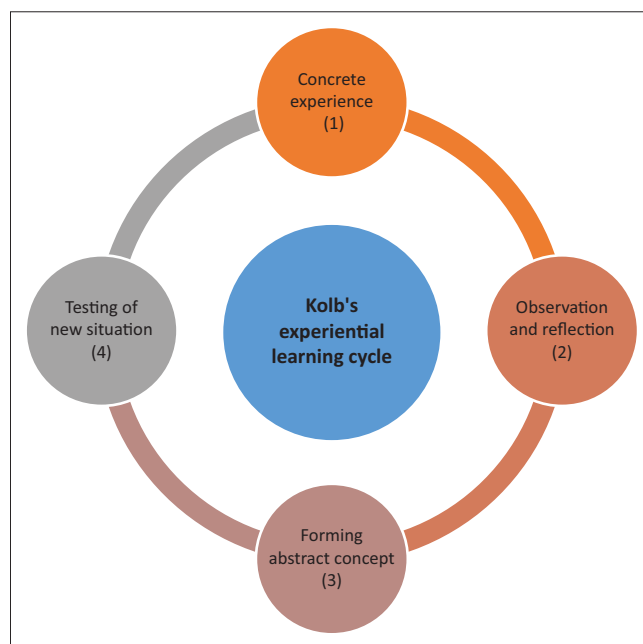 Concrete
experience
(1)
Kolb's
experiential
learning cycle
Testing of
new situation
(4)
Observation
and reflection
(2)
Forming
abstract concept
(3)